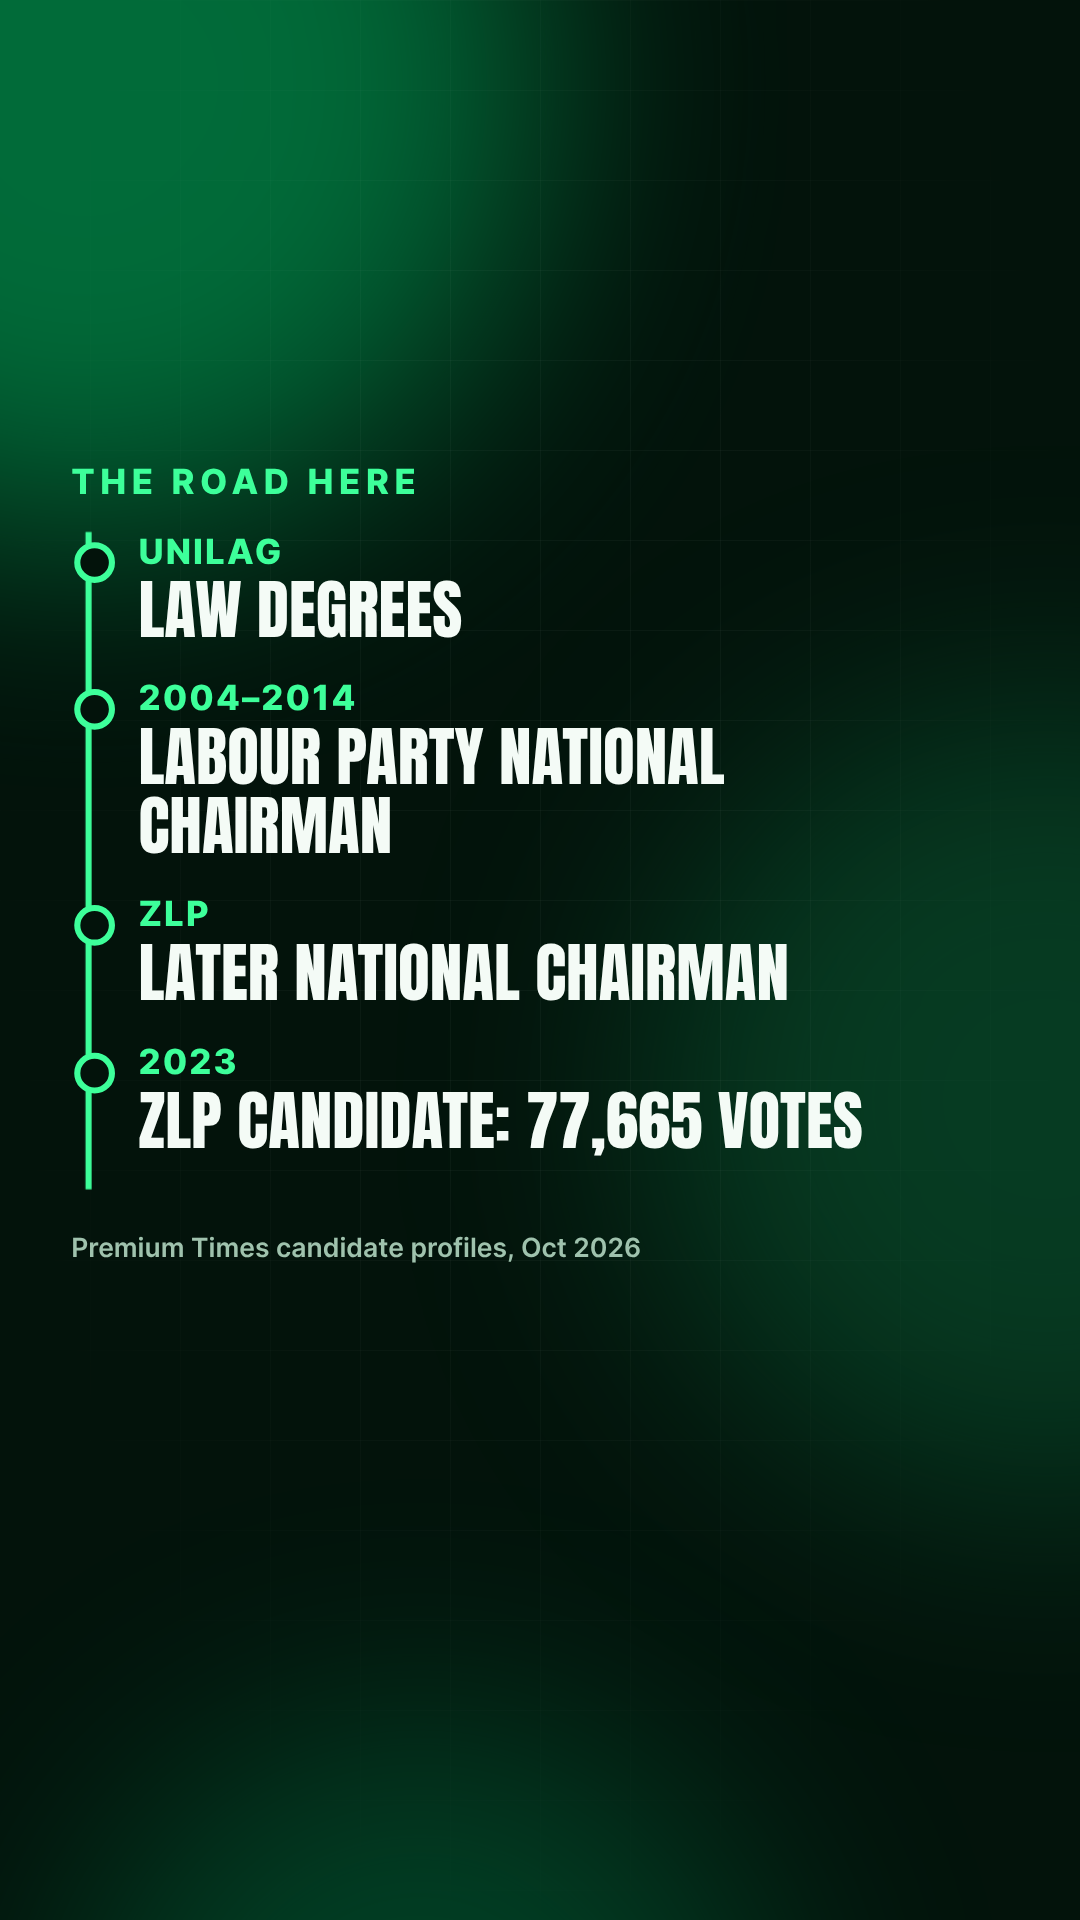 THE ROAD HERE
UNILAG
LAW DEGREES
2004–2014
LABOUR PARTY NATIONAL
CHAIRMAN
ZLP
LATER NATIONAL CHAIRMAN
2023
ZLP CANDIDATE: 77,665 VOTES
Premium Times candidate profiles, Oct 2026